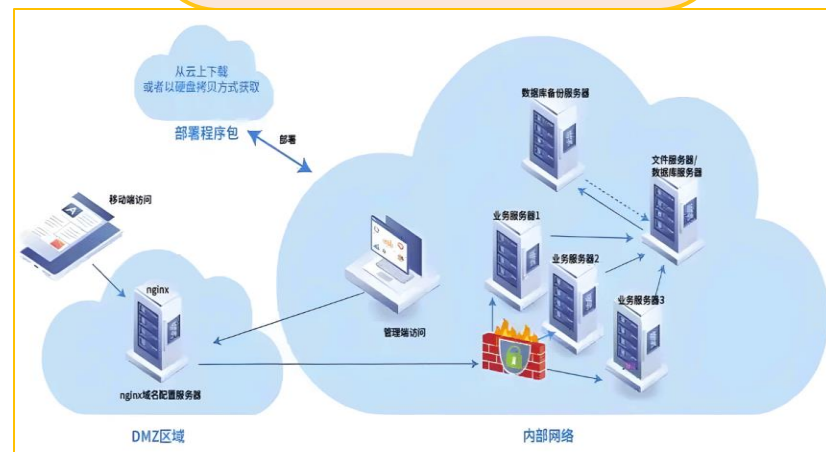 从云上下载
或者以硬盘拷贝方式获取
部署程序包
部署
数据库备份服务器
文件服务器/
数据库服务器
移动端访问
业务服务器1
业务服务器2
nginx
业务服务器3
管理端访问
nginx域名配置服务器
DMZ区域
内部网络